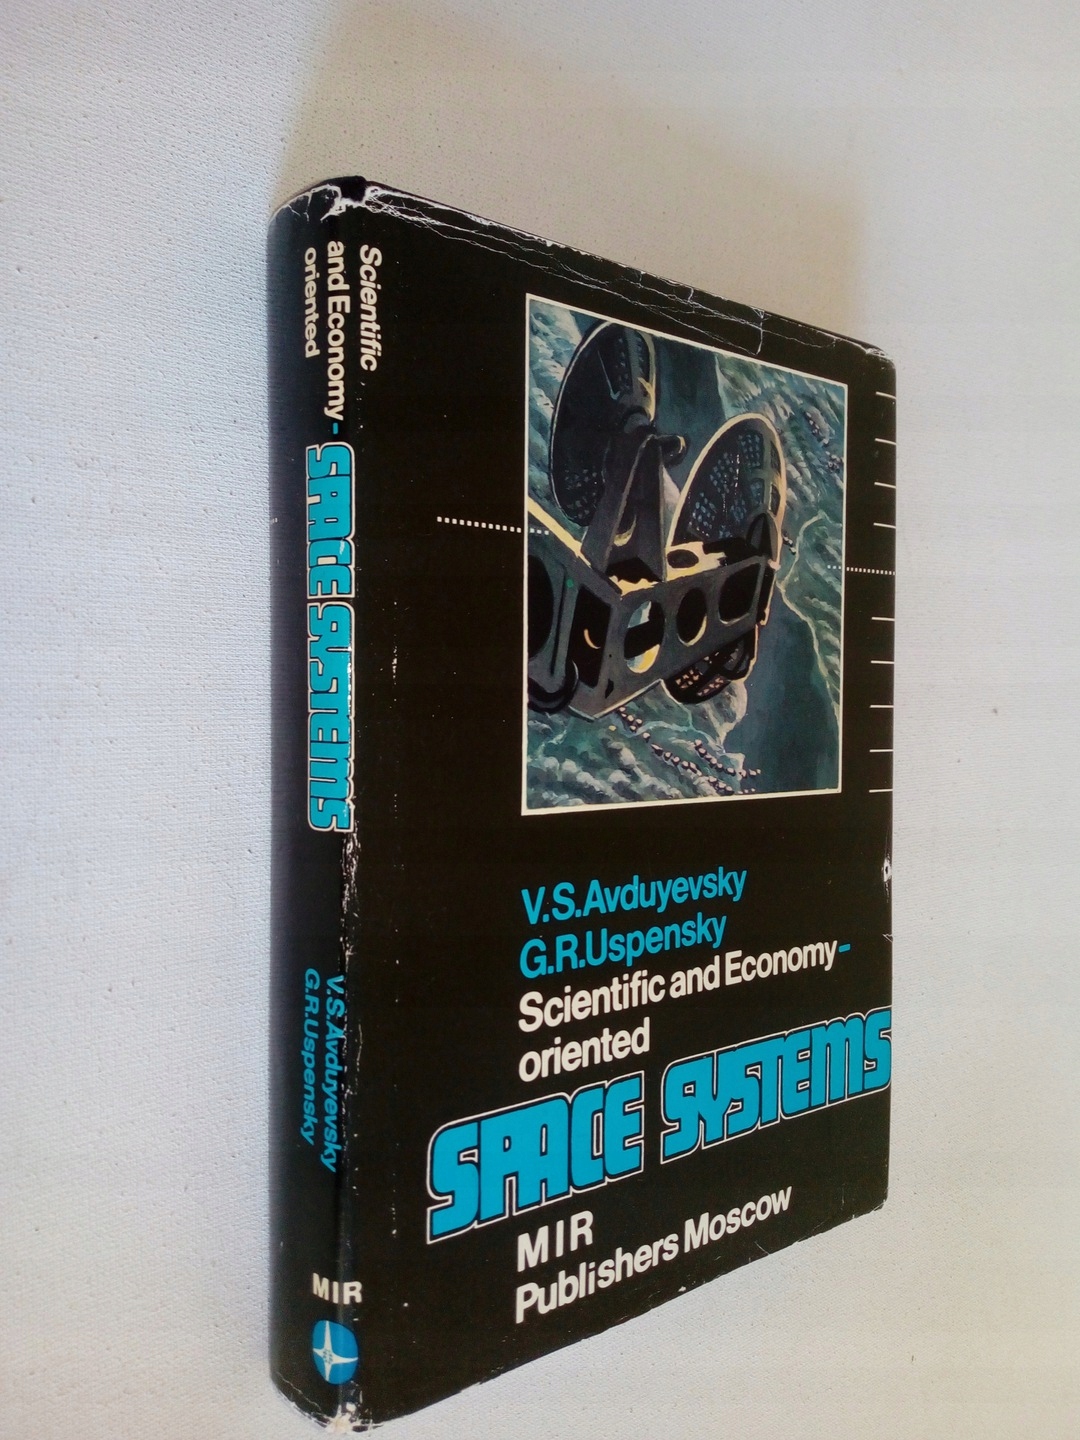 Scientific
and Economy-
oriented
SPACE SYSTEMS
V.S.Avduyevsky
G.R.Uspensky
MIR
V.S.Avduyevsky
G.R.Uspensky
Scientific and Economy-
oriented
SPACE SYSTEMS
MIR
Publishers Moscow